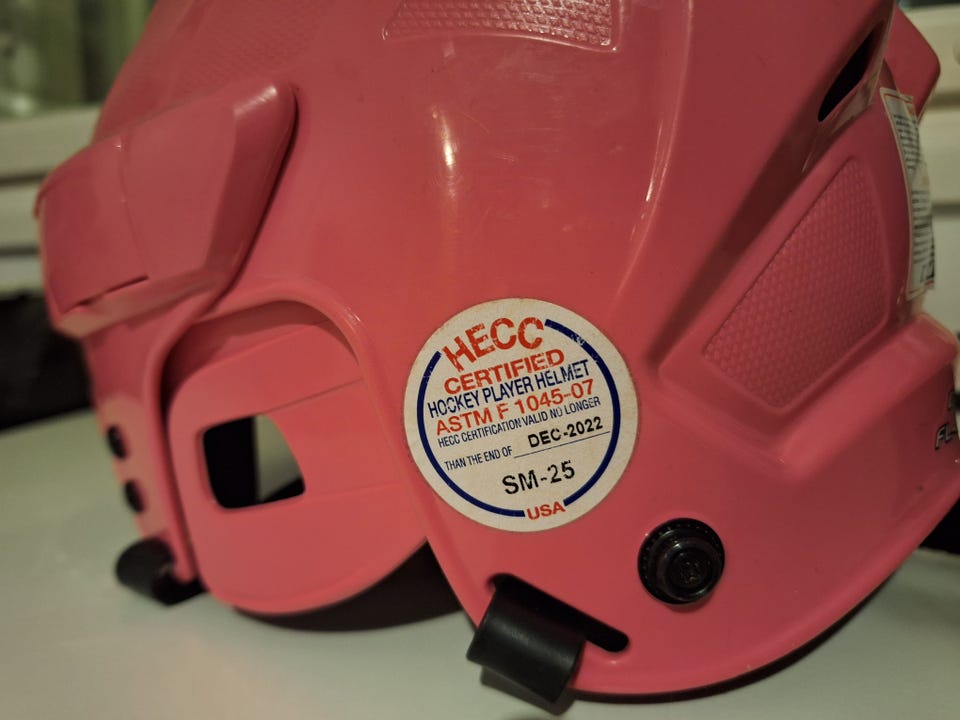 HECC
CERTIFIED
HOCKEY PLAYER HELMET
ASTM F 1045-07
HECC CERTIFICATION VALID NO LONGER
THAN THE END OF DEC-2022
SM-25
USA